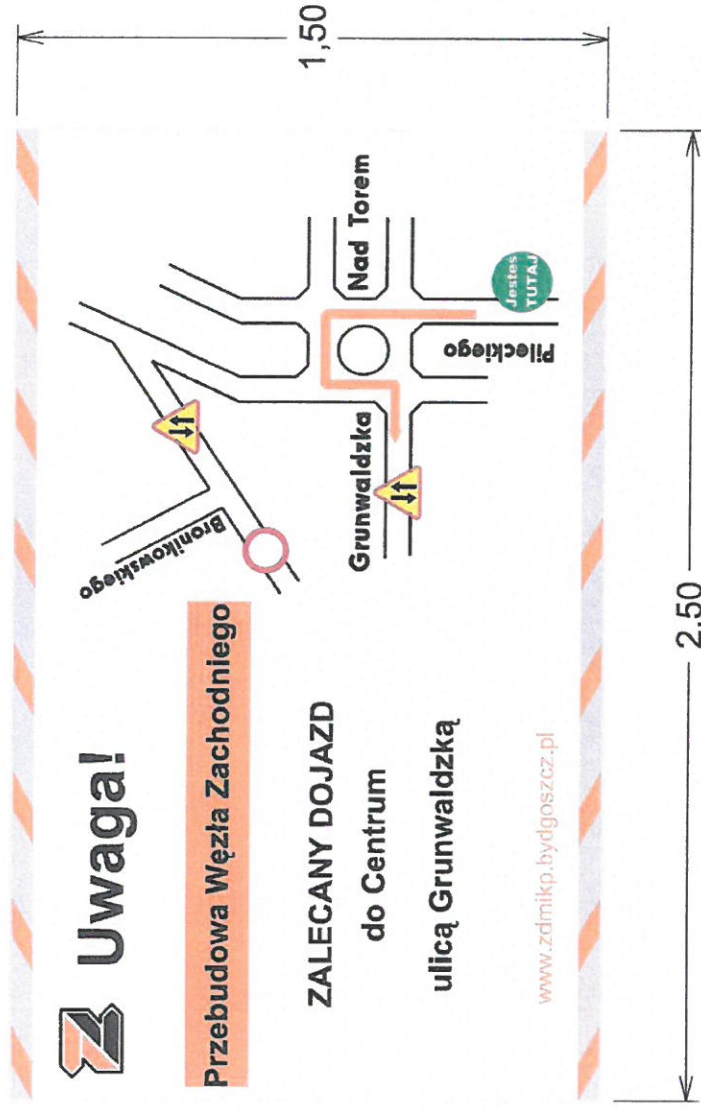 Uwaga!
Przebudowa Węzła Zachodniego
ZALECANY DOJAZD
do Centrum
ulicą Grunwaldzką
www.zdmikp.bydgoszcz.pl
Bronikowskiego
Grunwaldzka
Nad Torem
Pileckiego
Jesteś
TUTAJ
1,50
2.50